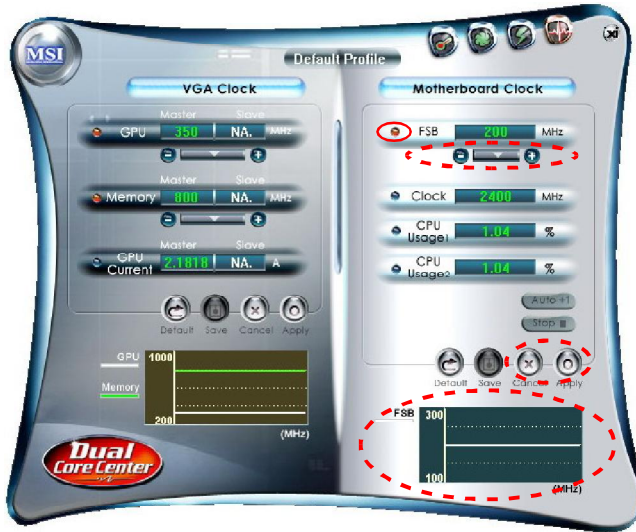 MSI
Default Profile
VGA Clock
Master Slave
GPU 350 NA. MHz
Master Slave
Memory 800 NA. MHz
Master Slave
GPU Current 2.1818 NA. A
Default Save Cancel Apply
GPU
Memory
1000
200
(MHz)
Dual
Core Center
Motherboard Clock
FSB 200 MHz
Clock 2400 MHz
CPU Usage1 1.04 %
CPU Usage2 1.04 %
Auto +1
Stop
Default Save Cancel Apply
FSB
300
100
(MHz)